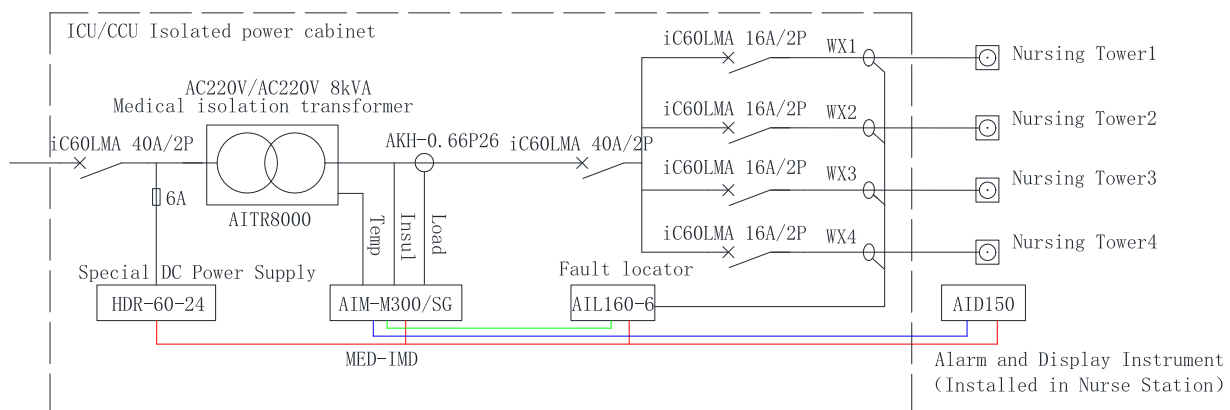 ICU/CCU Isolated power cabinet
iC60LMA 16A/2P
WX1
Nursing Tower1
AC220V/AC220V 8kVA
Medical isolation transformer
iC60LMA 16A/2P
WX2
Nursing Tower2
iC60LMA 40A/2P
AKH-0.66P26
iC60LMA 40A/2P
iC60LMA 16A/2P
WX3
Nursing Tower3
6A
AITR8000
Temp
Insul
Load
iC60LMA 16A/2P
WX4
Nursing Tower4
Special DC Power Supply
Fault locator
HDR-60-24
AIM-M300/SG
AIL160-6
AID150
MED-IMD
Alarm and Display Instrument
(Installed in Nurse Station)